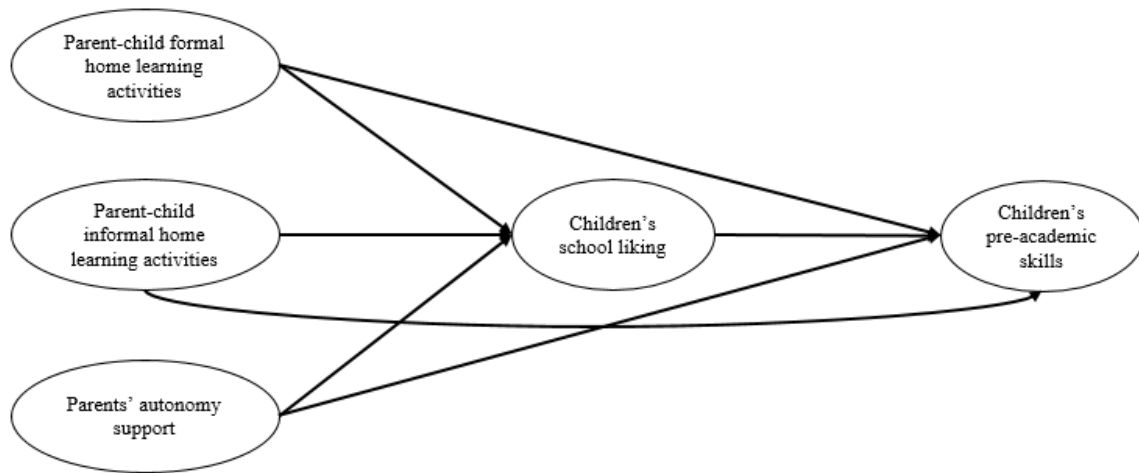 Parent-child formal
home learning
activities
Parent-child
informal home
learning activities
Children's
school liking
Children's
pre-academic
skills
Parents' autonomy
support